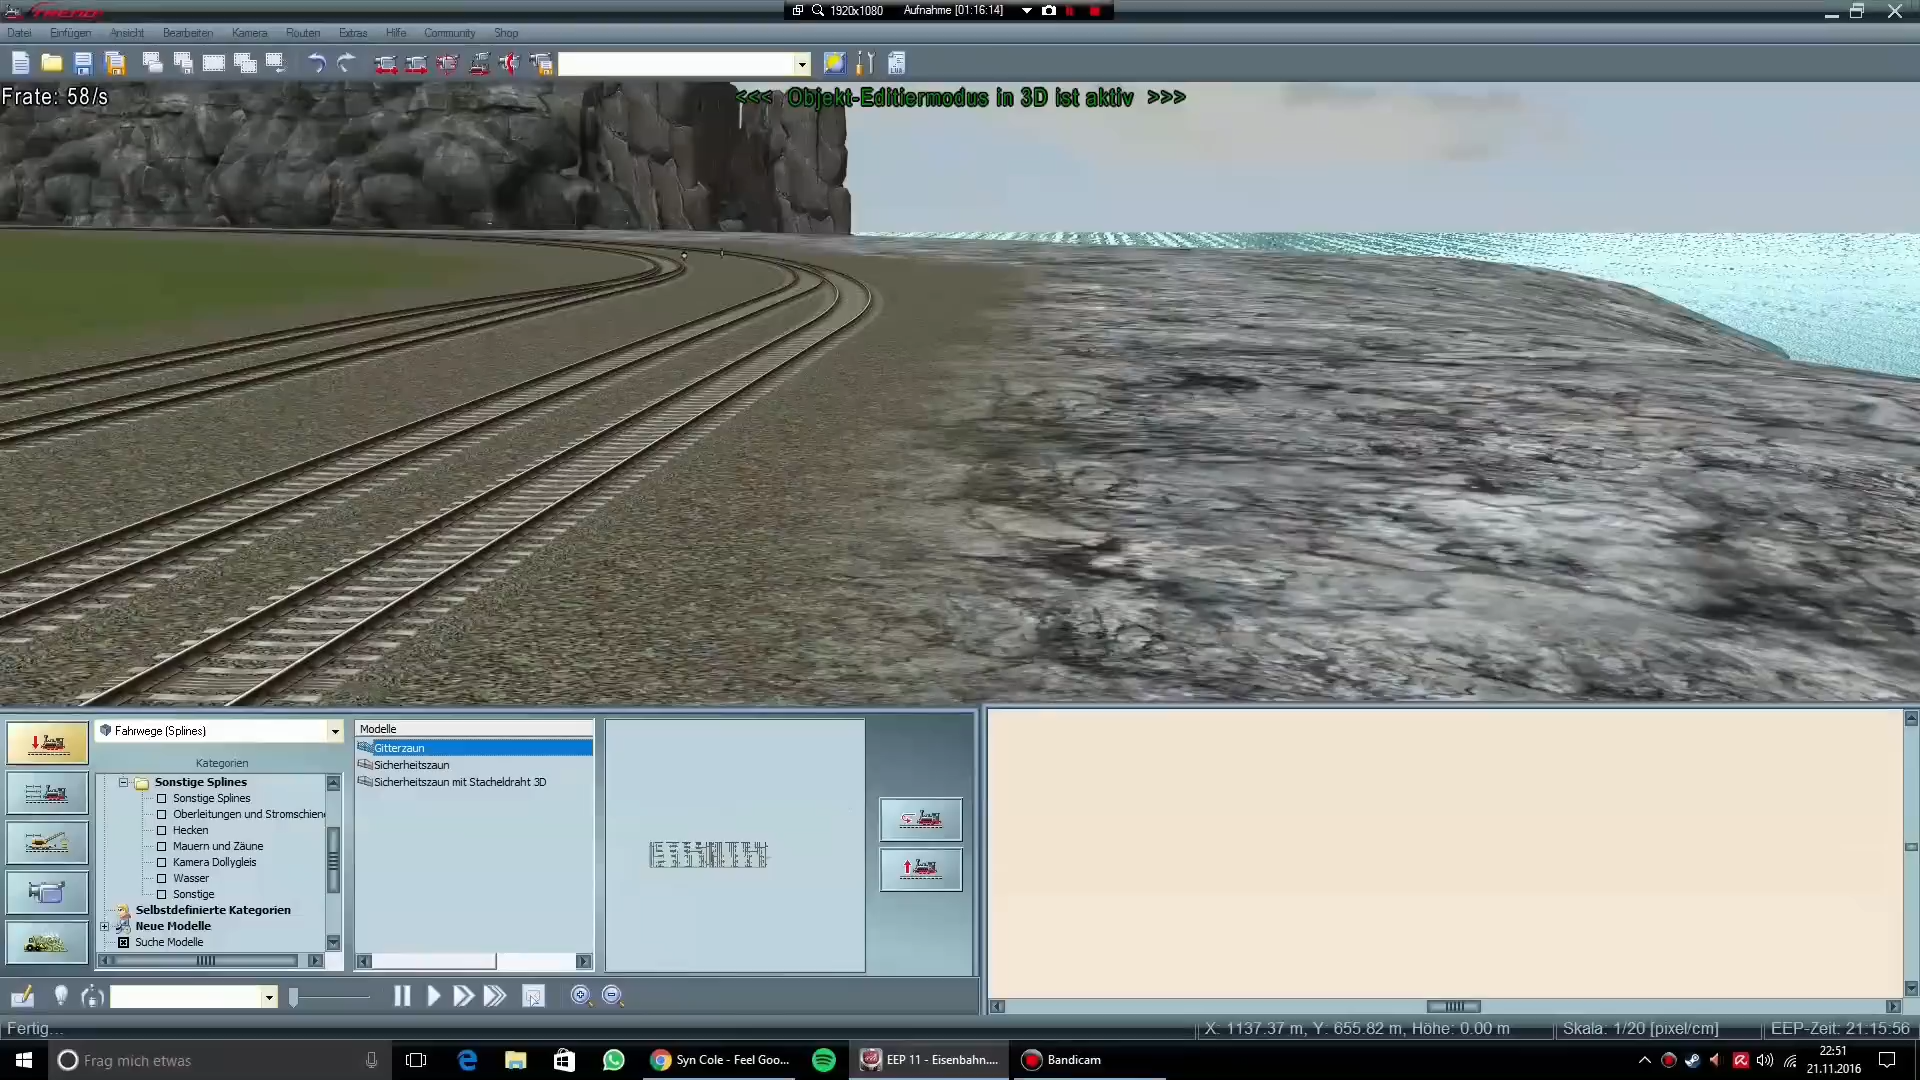 TREND
1920x1080 Aufnahme [01:16:14]
Datei Einfügen Ansicht Bearbeiten Kamera Routen Extras Hilfe Community Shop
Frate: 58/s
<<< Objekt-Editiermodus in 3D ist aktiv >>>
Fahrwege (Splines)
Kategorien
Sonstige Splines
Sonstige Splines
Oberleitungen und Stromschien
Hecken
Mauern und Zäune
Kamera Dollygleis
Wasser
Sonstige
Selbstdefinierte Kategorien
Neue Modelle
Suche Modelle
Modelle
Gitterzaun
Sicherheitszaun
Sicherheitszaun mit Stacheldraht 3D
Fertig...
X: 1137.37 m, Y: 655.82 m, Höhe: 0.00 m
Skala: 1/20 [pixel/cm]
EEP-Zeit: 21:15:56
Frag mich etwas
Syn Cole - Feel Goo...
EEP 11 - Eisenbahn....
Bandicam
22:51
21.11.2016